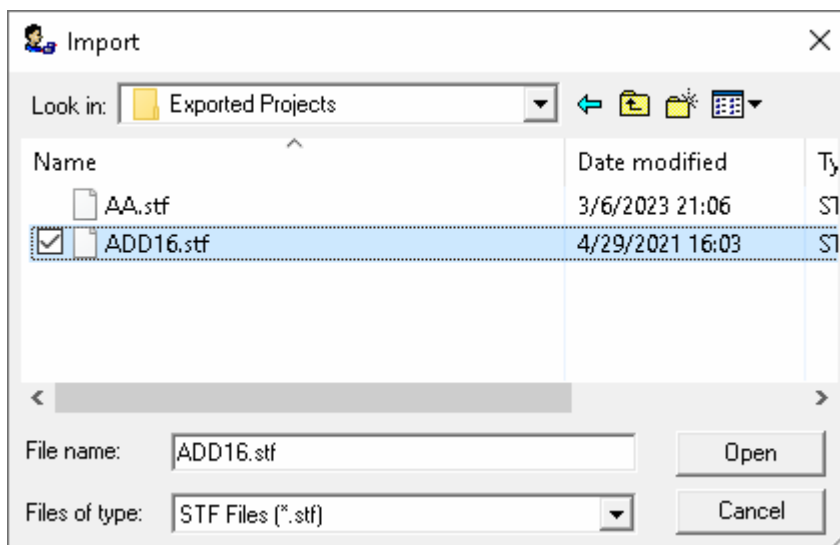 Import
Look in: Exported Projects
Name Date modified
AA.stf 3/6/2023 21:06
ADD16.stf 4/29/2021 16:03
File name: ADD16.stf Open
Files of type: STF Files (*.stf) Cancel